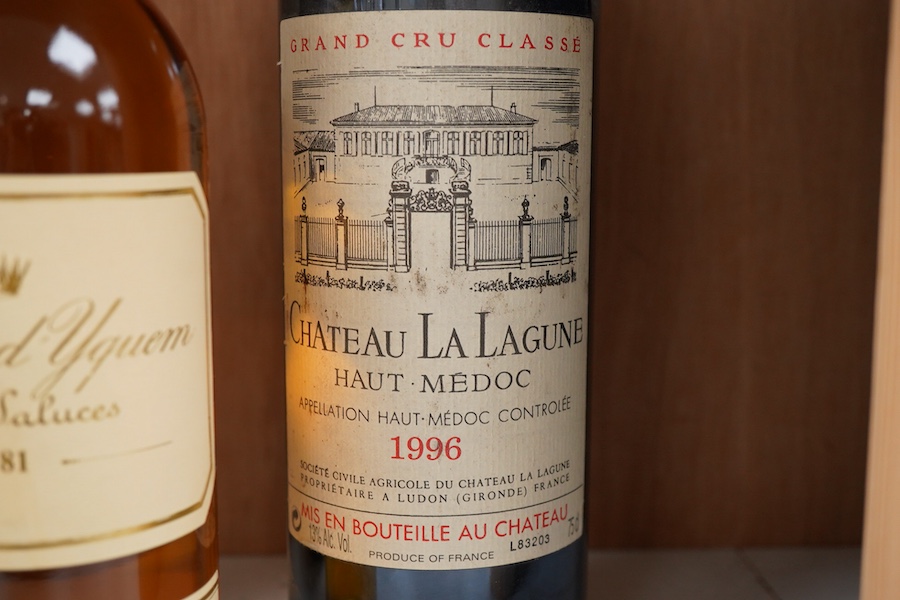 d'Yquem
Saluces
81
GRAND CRU CLASSÉ
CHATEAU LA LAGUNE
HAUT·MÉDOC
APPELLATION HAUT·MÉDOC CONTROLÉE
1996
SOCIÉTÉ CIVILE AGRICOLE DU CHATEAU LA LAGUNE
PROPRIÉTAIRE A LUDON (GIRONDE) FRANCE
MIS EN BOUTEILLE AU CHATEAU
13% Alc. Vol.
L83203
75 cl
PRODUCE OF FRANCE